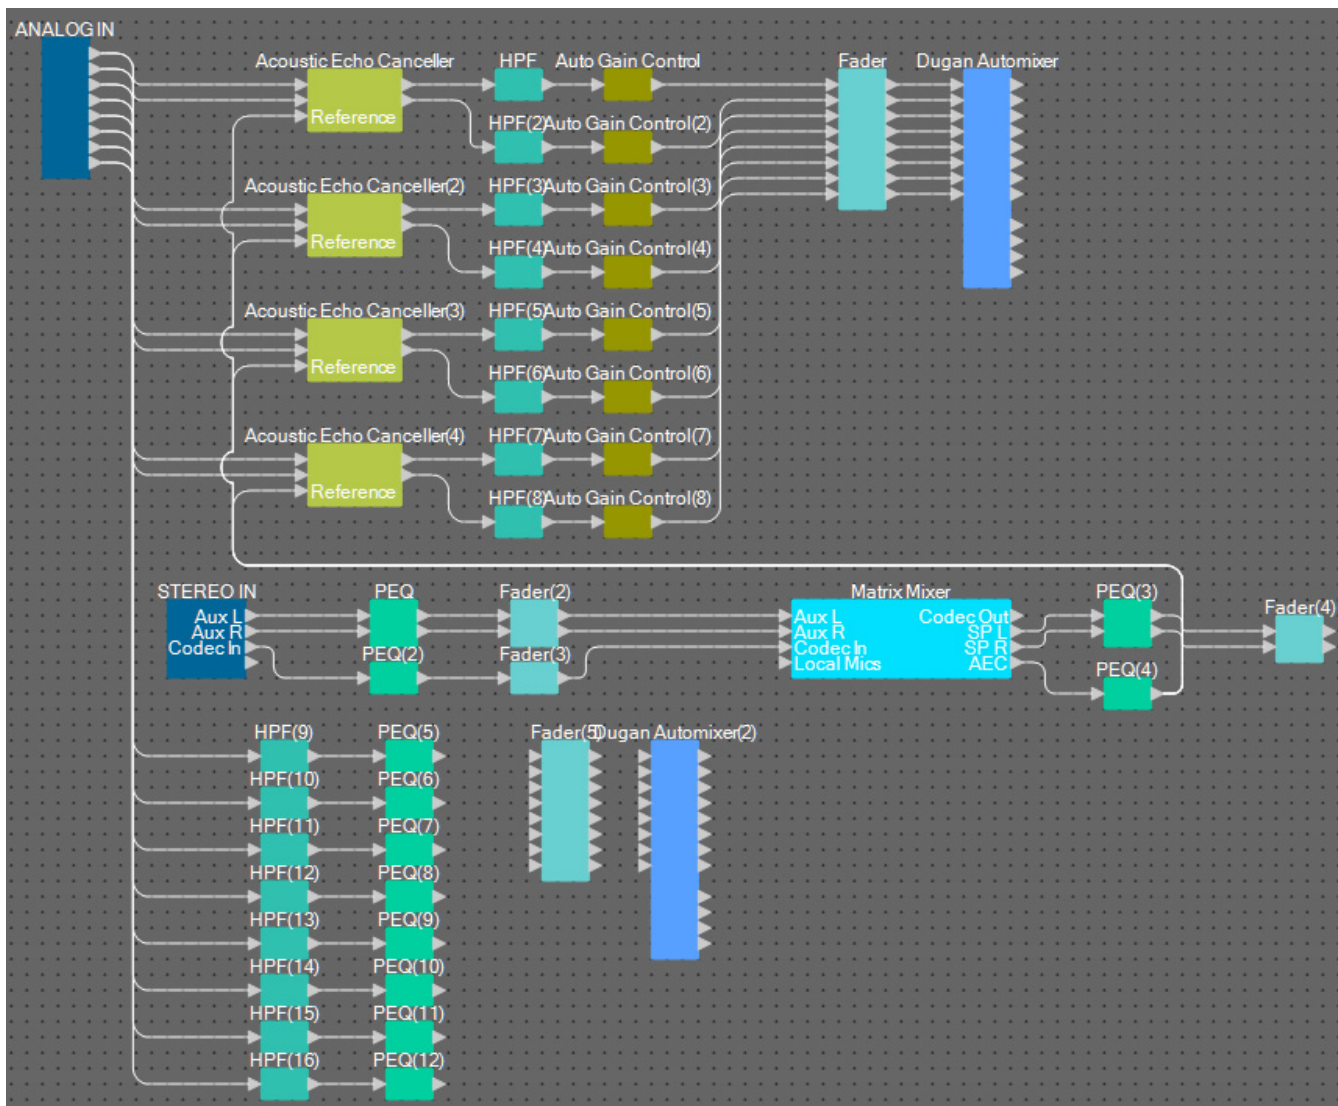 ANALOG IN
Acoustic Echo Canceller HPF Auto Gain Control Fader Dugan Automixer
Reference
HPF(2) Auto Gain Control(2)
Acoustic Echo Canceller(2) HPF(3) Auto Gain Control(3)
Reference
HPF(4) Auto Gain Control(4)
Acoustic Echo Canceller(3) HPF(5) Auto Gain Control(5)
Reference
HPF(6) Auto Gain Control(6)
Acoustic Echo Canceller(4) HPF(7) Auto Gain Control(7)
Reference
HPF(8) Auto Gain Control(8)
STEREO IN PEQ Fader(2) Matrix Mixer PEQ(3)
Fader(4)
Aux L Aux L Codec Out
Aux R Aux R SP L
Codec In PEQ(2) Fader(3) Codec In SP R
Local Mics AEC PEQ(4)
HPF(9) PEQ(5) Fader(5) Dugan Automixer(2)
HPF(10) PEQ(6)
HPF(11) PEQ(7)
HPF(12) PEQ(8)
HPF(13) PEQ(9)
HPF(14) PEQ(10)
HPF(15) PEQ(11)
HPF(16) PEQ(12)